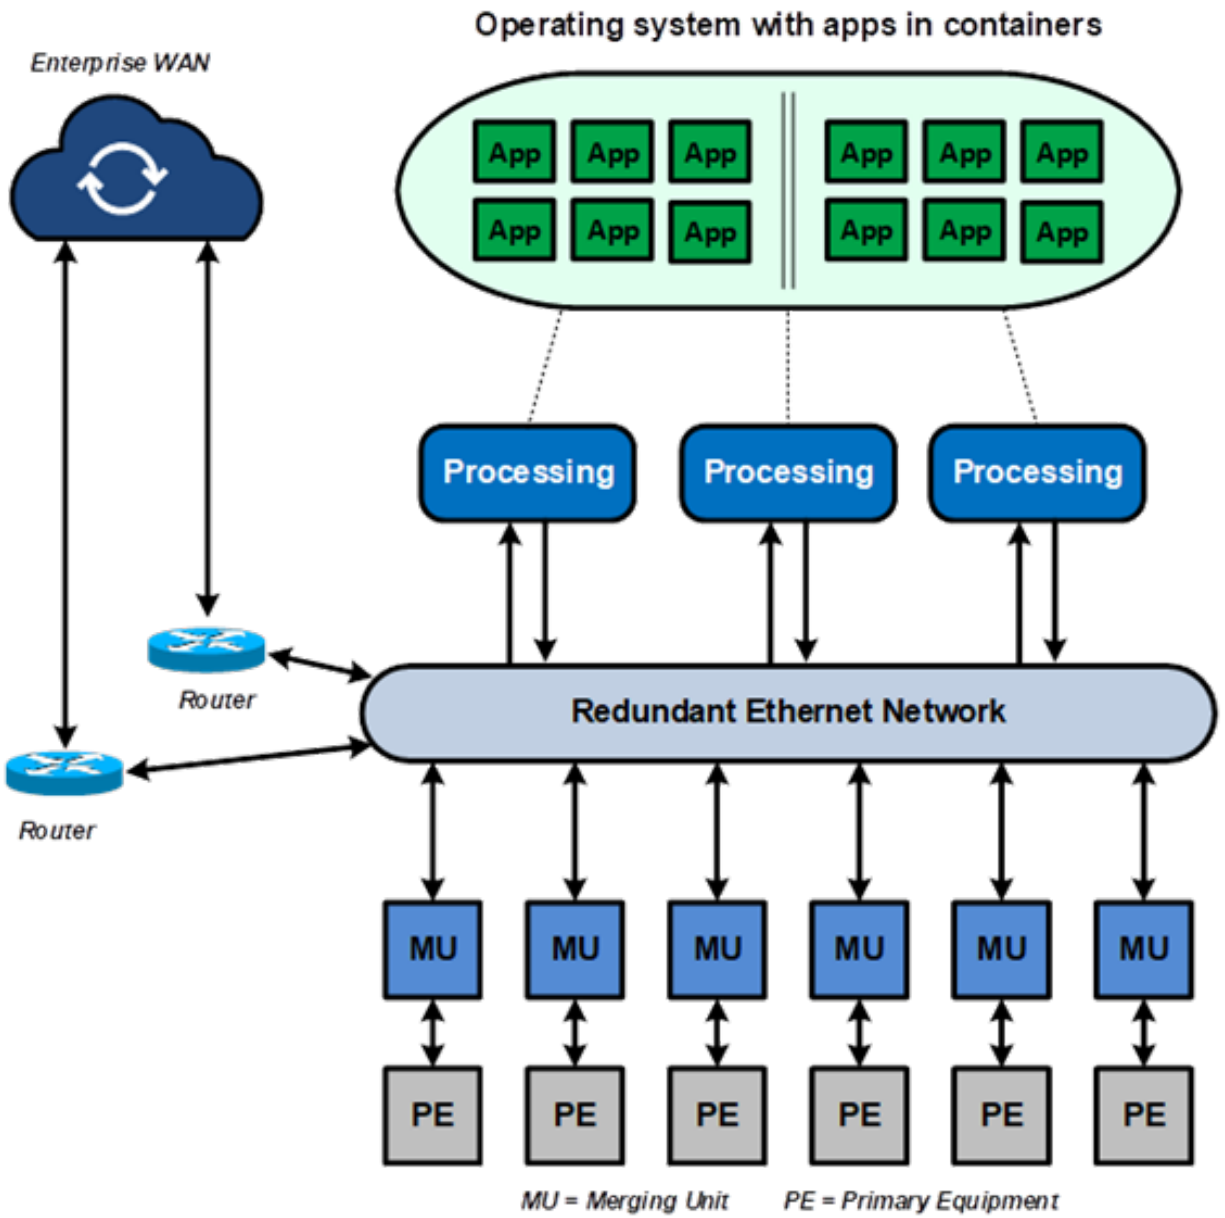 Operating system with apps in containers
Enterprise WAN
App App App App App App
App App App App App App
Processing Processing Processing
Router
Redundant Ethernet Network
Router
MU MU MU MU MU MU
PE PE PE PE PE PE
MU = Merging Unit PE = Primary Equipment